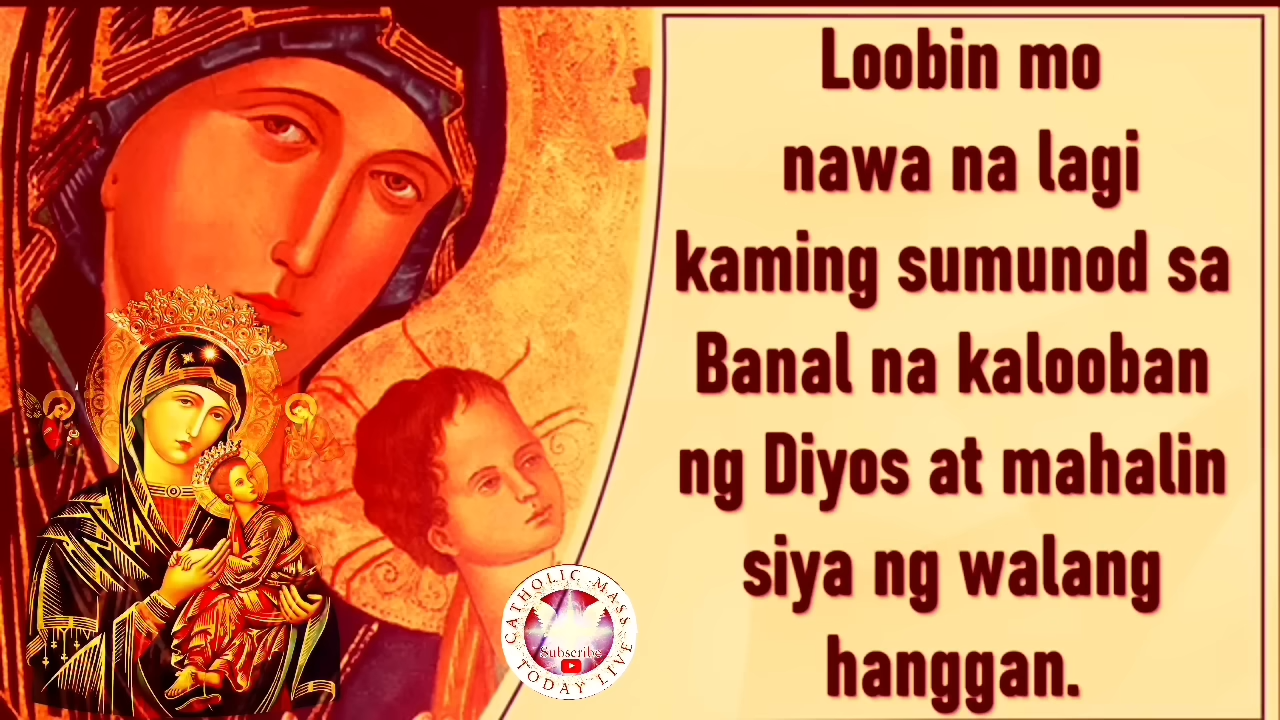 Loobin mo
nawa na lagi
kaming sumunod sa
Banal na kalooban
ng Diyos at mahalin
siya ng walang
hanggan.
CATHOLIC MASS
Subscribe
TODAY LIVE